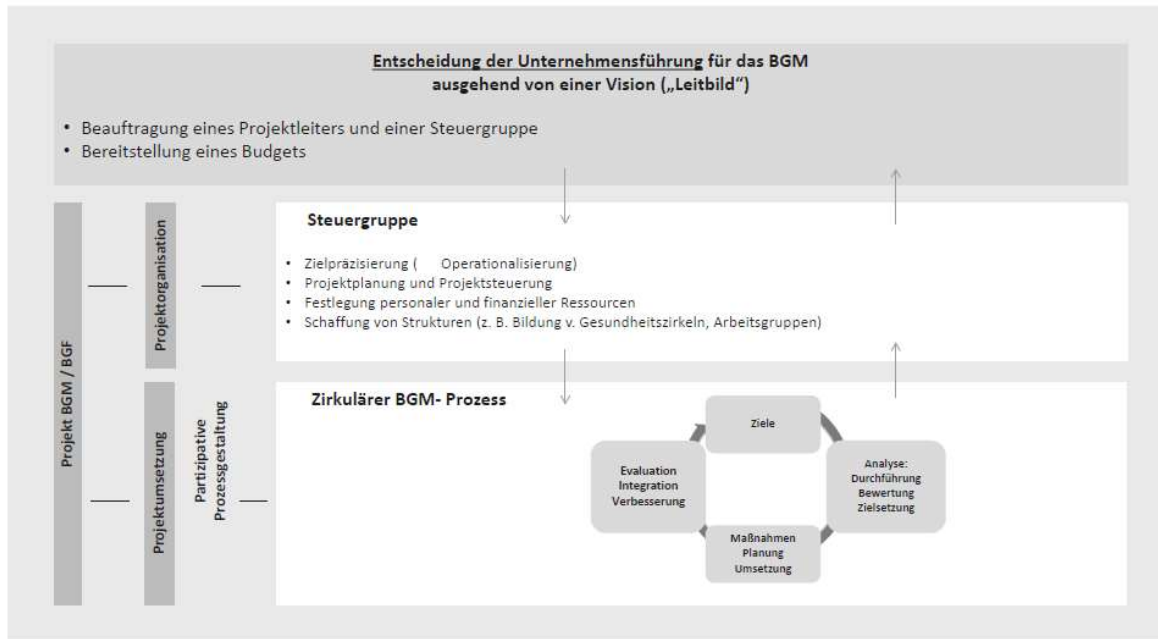 Entscheidung der Unternehmensführung für das BGM
ausgehend von einer Vision („Leitbild“)
• Beauftragung eines Projektleiters und einer Steuergruppe
• Bereitstellung eines Budgets
Projekt BGM / BGF
Projektorganisation
Steuergruppe
• Zielpräzisierung ( Operationalisierung)
• Projektplanung und Projektsteuerung
• Festlegung personaler und finanzieller Ressourcen
• Schaffung von Strukturen (z. B. Bildung v. Gesundheitszirkeln, Arbeitsgruppen)
Projektumsetzung
Partizipative
Prozessgestaltung
Zirkulärer BGM- Prozess
Ziele
Analyse:
Durchführung
Bewertung
Zielsetzung
Maßnahmen
Planung
Umsetzung
Evaluation
Integration
Verbesserung